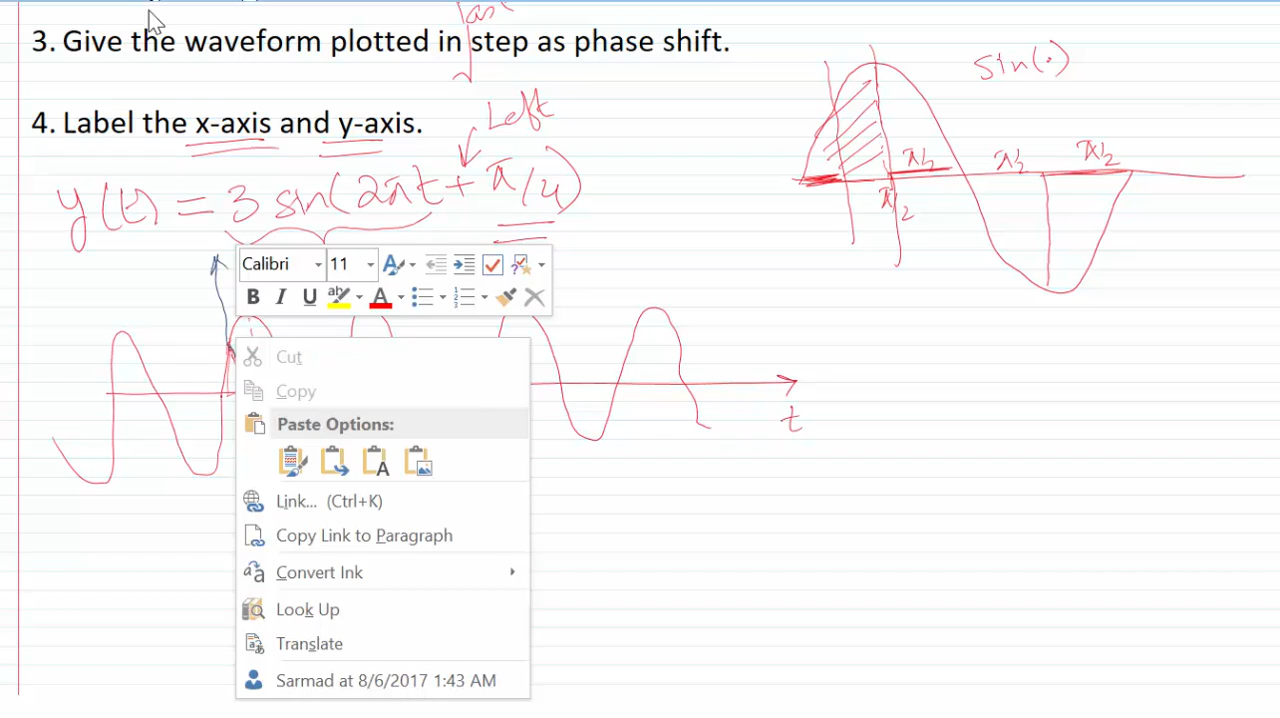 3. Give the waveform plotted in step as phase shift.
sin(·)
Left
4. Label the x-axis and y-axis.
π/2 π/2 π/2
y(t) = 3 sin(2πt + π/4)
π/2
Calibri 11
B I U ab A
Cut
Copy
t
Paste Options:
A
Link... (Ctrl+K)
Copy Link to Paragraph
Convert Ink
Look Up
Translate
Sarmad at 8/6/2017 1:43 AM